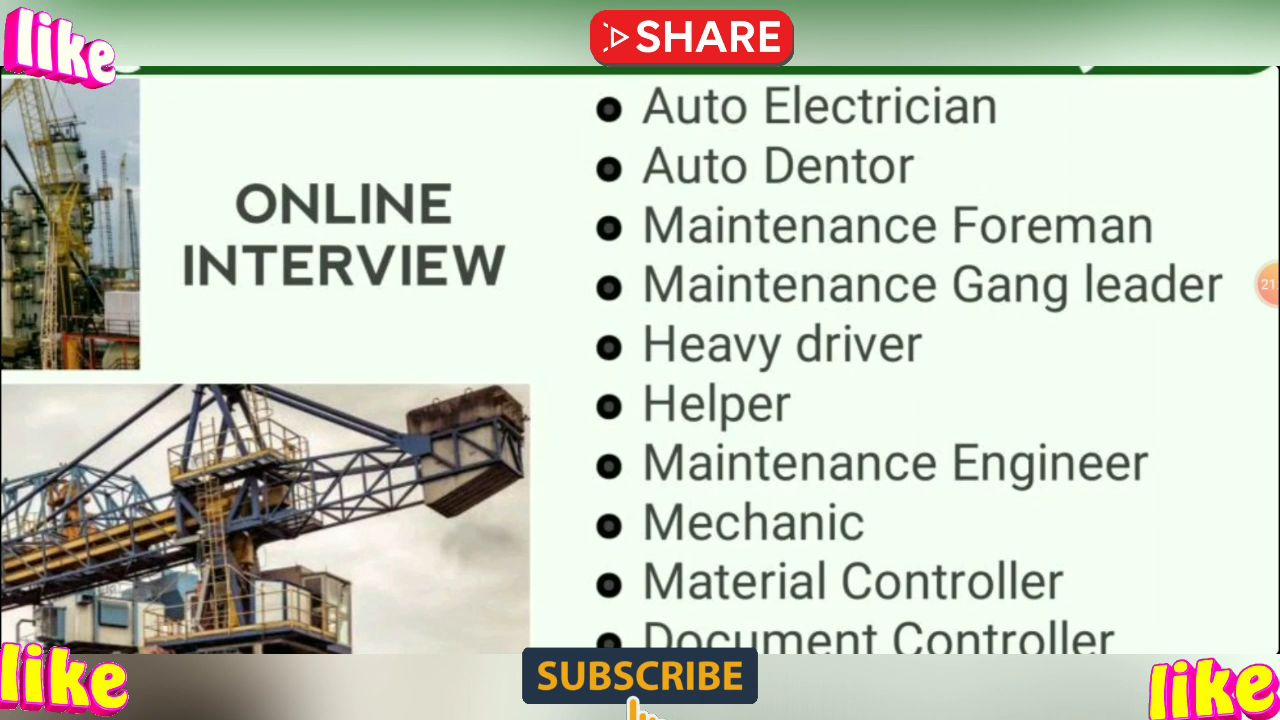 like
SHARE
ONLINE
INTERVIEW
Auto Electrician
Auto Dentor
Maintenance Foreman
Maintenance Gang leader
Heavy driver
Helper
Maintenance Engineer
Mechanic
Material Controller
Document Controller
21.
like
SUBSCRIBE
like